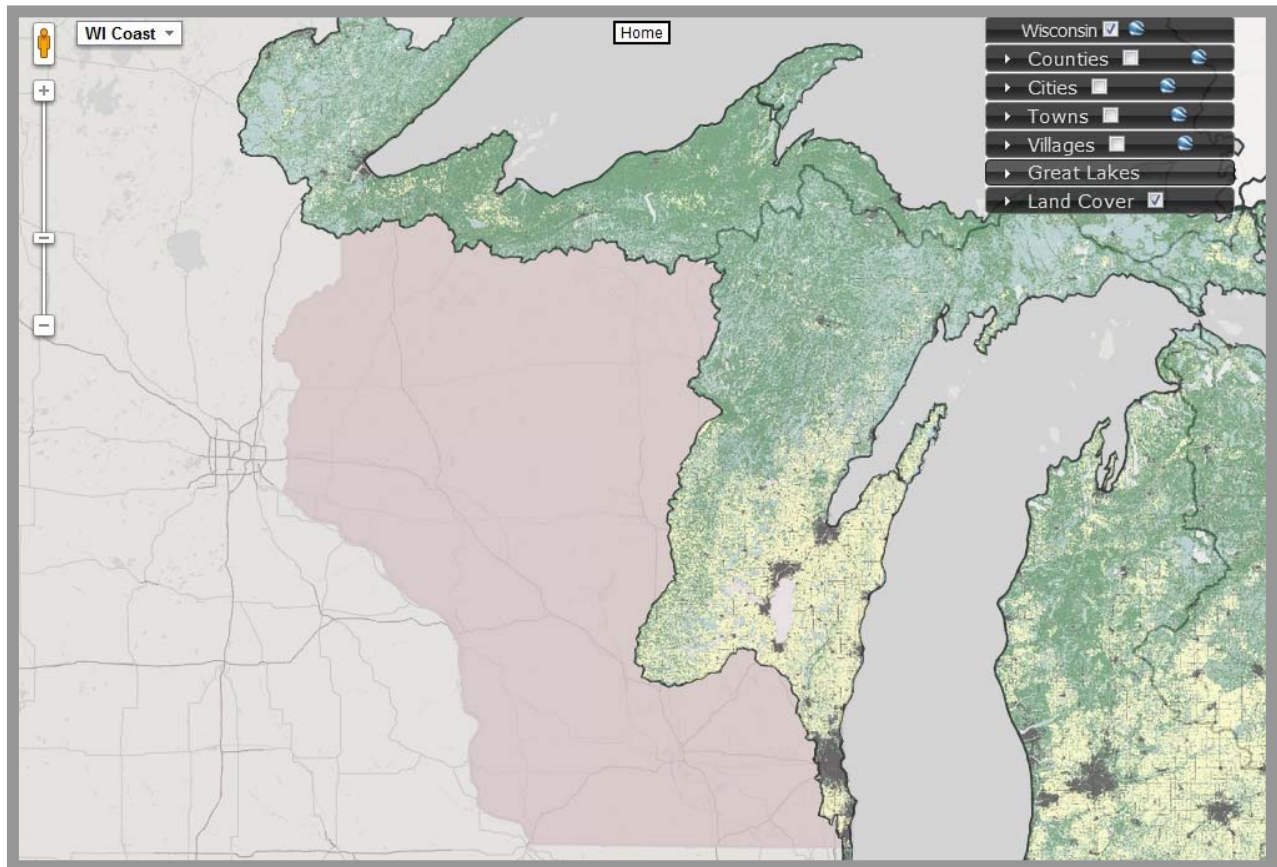 WI Coast
Home
Wisconsin
Counties
Cities
Towns
Villages
Great Lakes
Land Cover